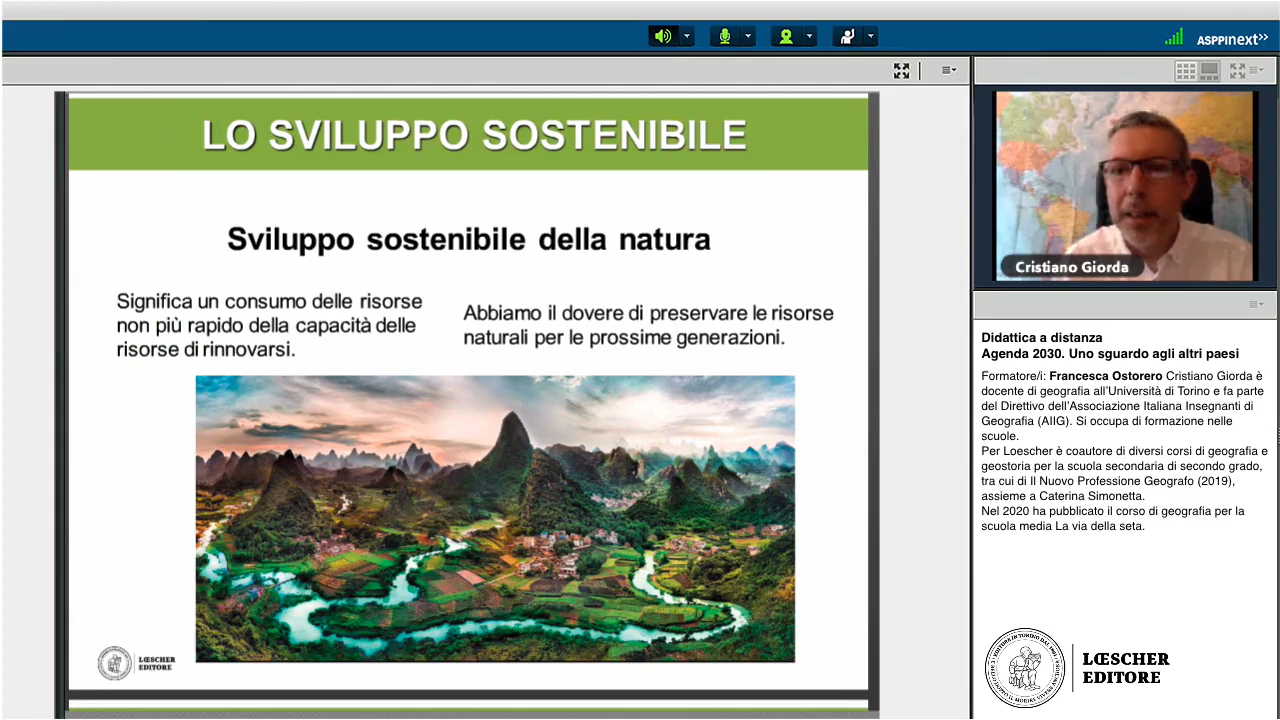 ASPPInext>>
LO SVILUPPO SOSTENIBILE
Sviluppo sostenibile della natura
Significa un consumo delle risorse
non più rapido della capacità delle
risorse di rinnovarsi.
Abbiamo il dovere di preservare le risorse
naturali per le prossime generazioni.
LŒSCHER
EDITORE
Cristiano Giorda
Didattica a distanza
Agenda 2030. Uno sguardo agli altri paesi
Formatore/i: Francesca Ostorero Cristiano Giorda è
docente di geografia all'Università di Torino e fa parte
del Direttivo dell'Associazione Italiana Insegnanti di
Geografia (AIIG). Si occupa di formazione nelle
scuole.
Per Loescher è coautore di diversi corsi di geografia e
geostoria per la scuola secondaria di secondo grado,
tra cui di Il Nuovo Professione Geografo (2019),
assieme a Caterina Simonetta.
Nel 2020 ha pubblicato il corso di geografia per la
scuola media La via della seta.
LŒSCHER
EDITORE